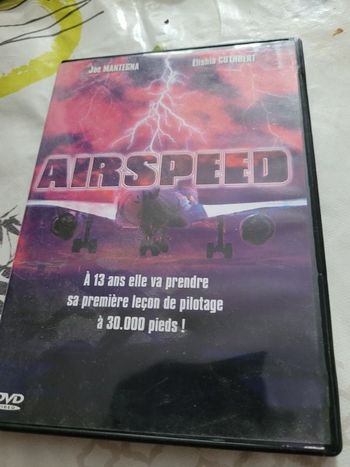 Joe MANTEGNA Elisha CUTHBERT
AIRSPEED
À 13 ans elle va prendre
sa première leçon de pilotage
à 30.000 pieds !
DVD
VIDEO